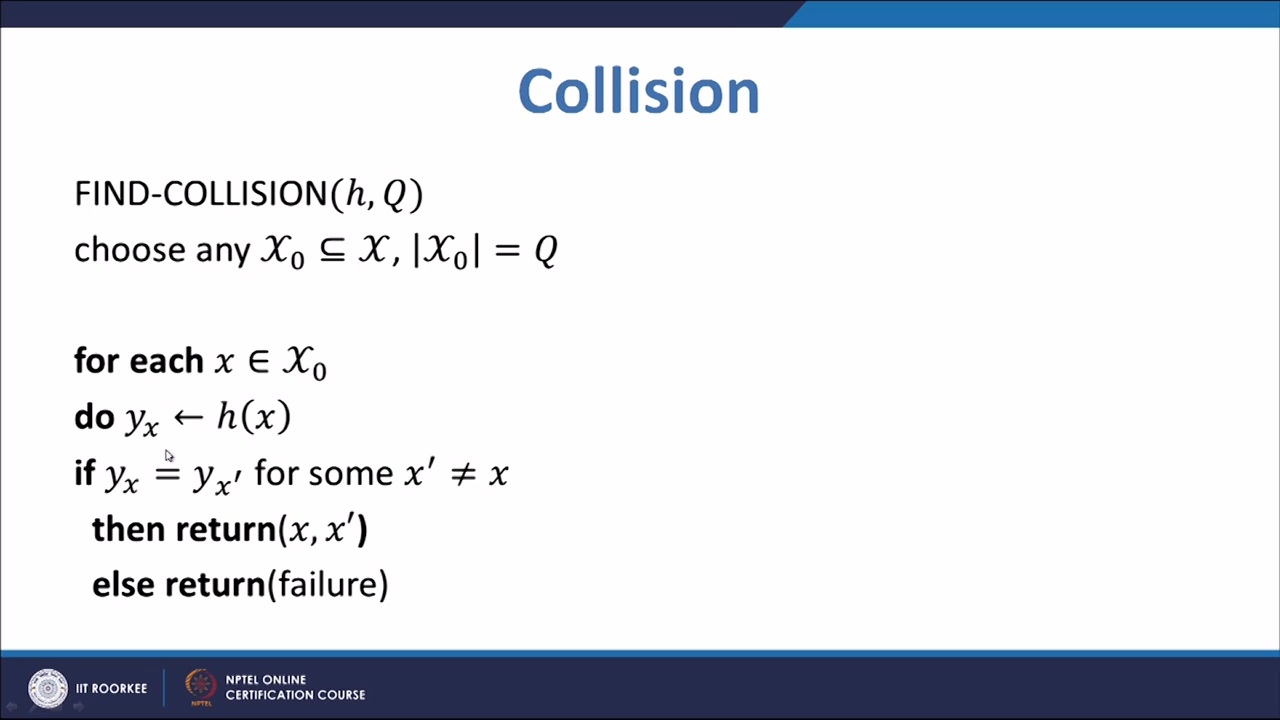 Collision
FIND-COLLISION(ℎ, 𝑄)
choose any 𝒳₀ ⊆ 𝒳, |𝒳₀| = 𝑄
for each 𝑥 ∈ 𝒳₀
do 𝑦ₓ ← ℎ(𝑥)
if 𝑦ₓ = 𝑦ₓ′ for some 𝑥′ ≠ 𝑥
then return(𝑥, 𝑥′)
else return(failure)
IIT ROORKEE
NPTEL
NPTEL ONLINE
CERTIFICATION COURSE